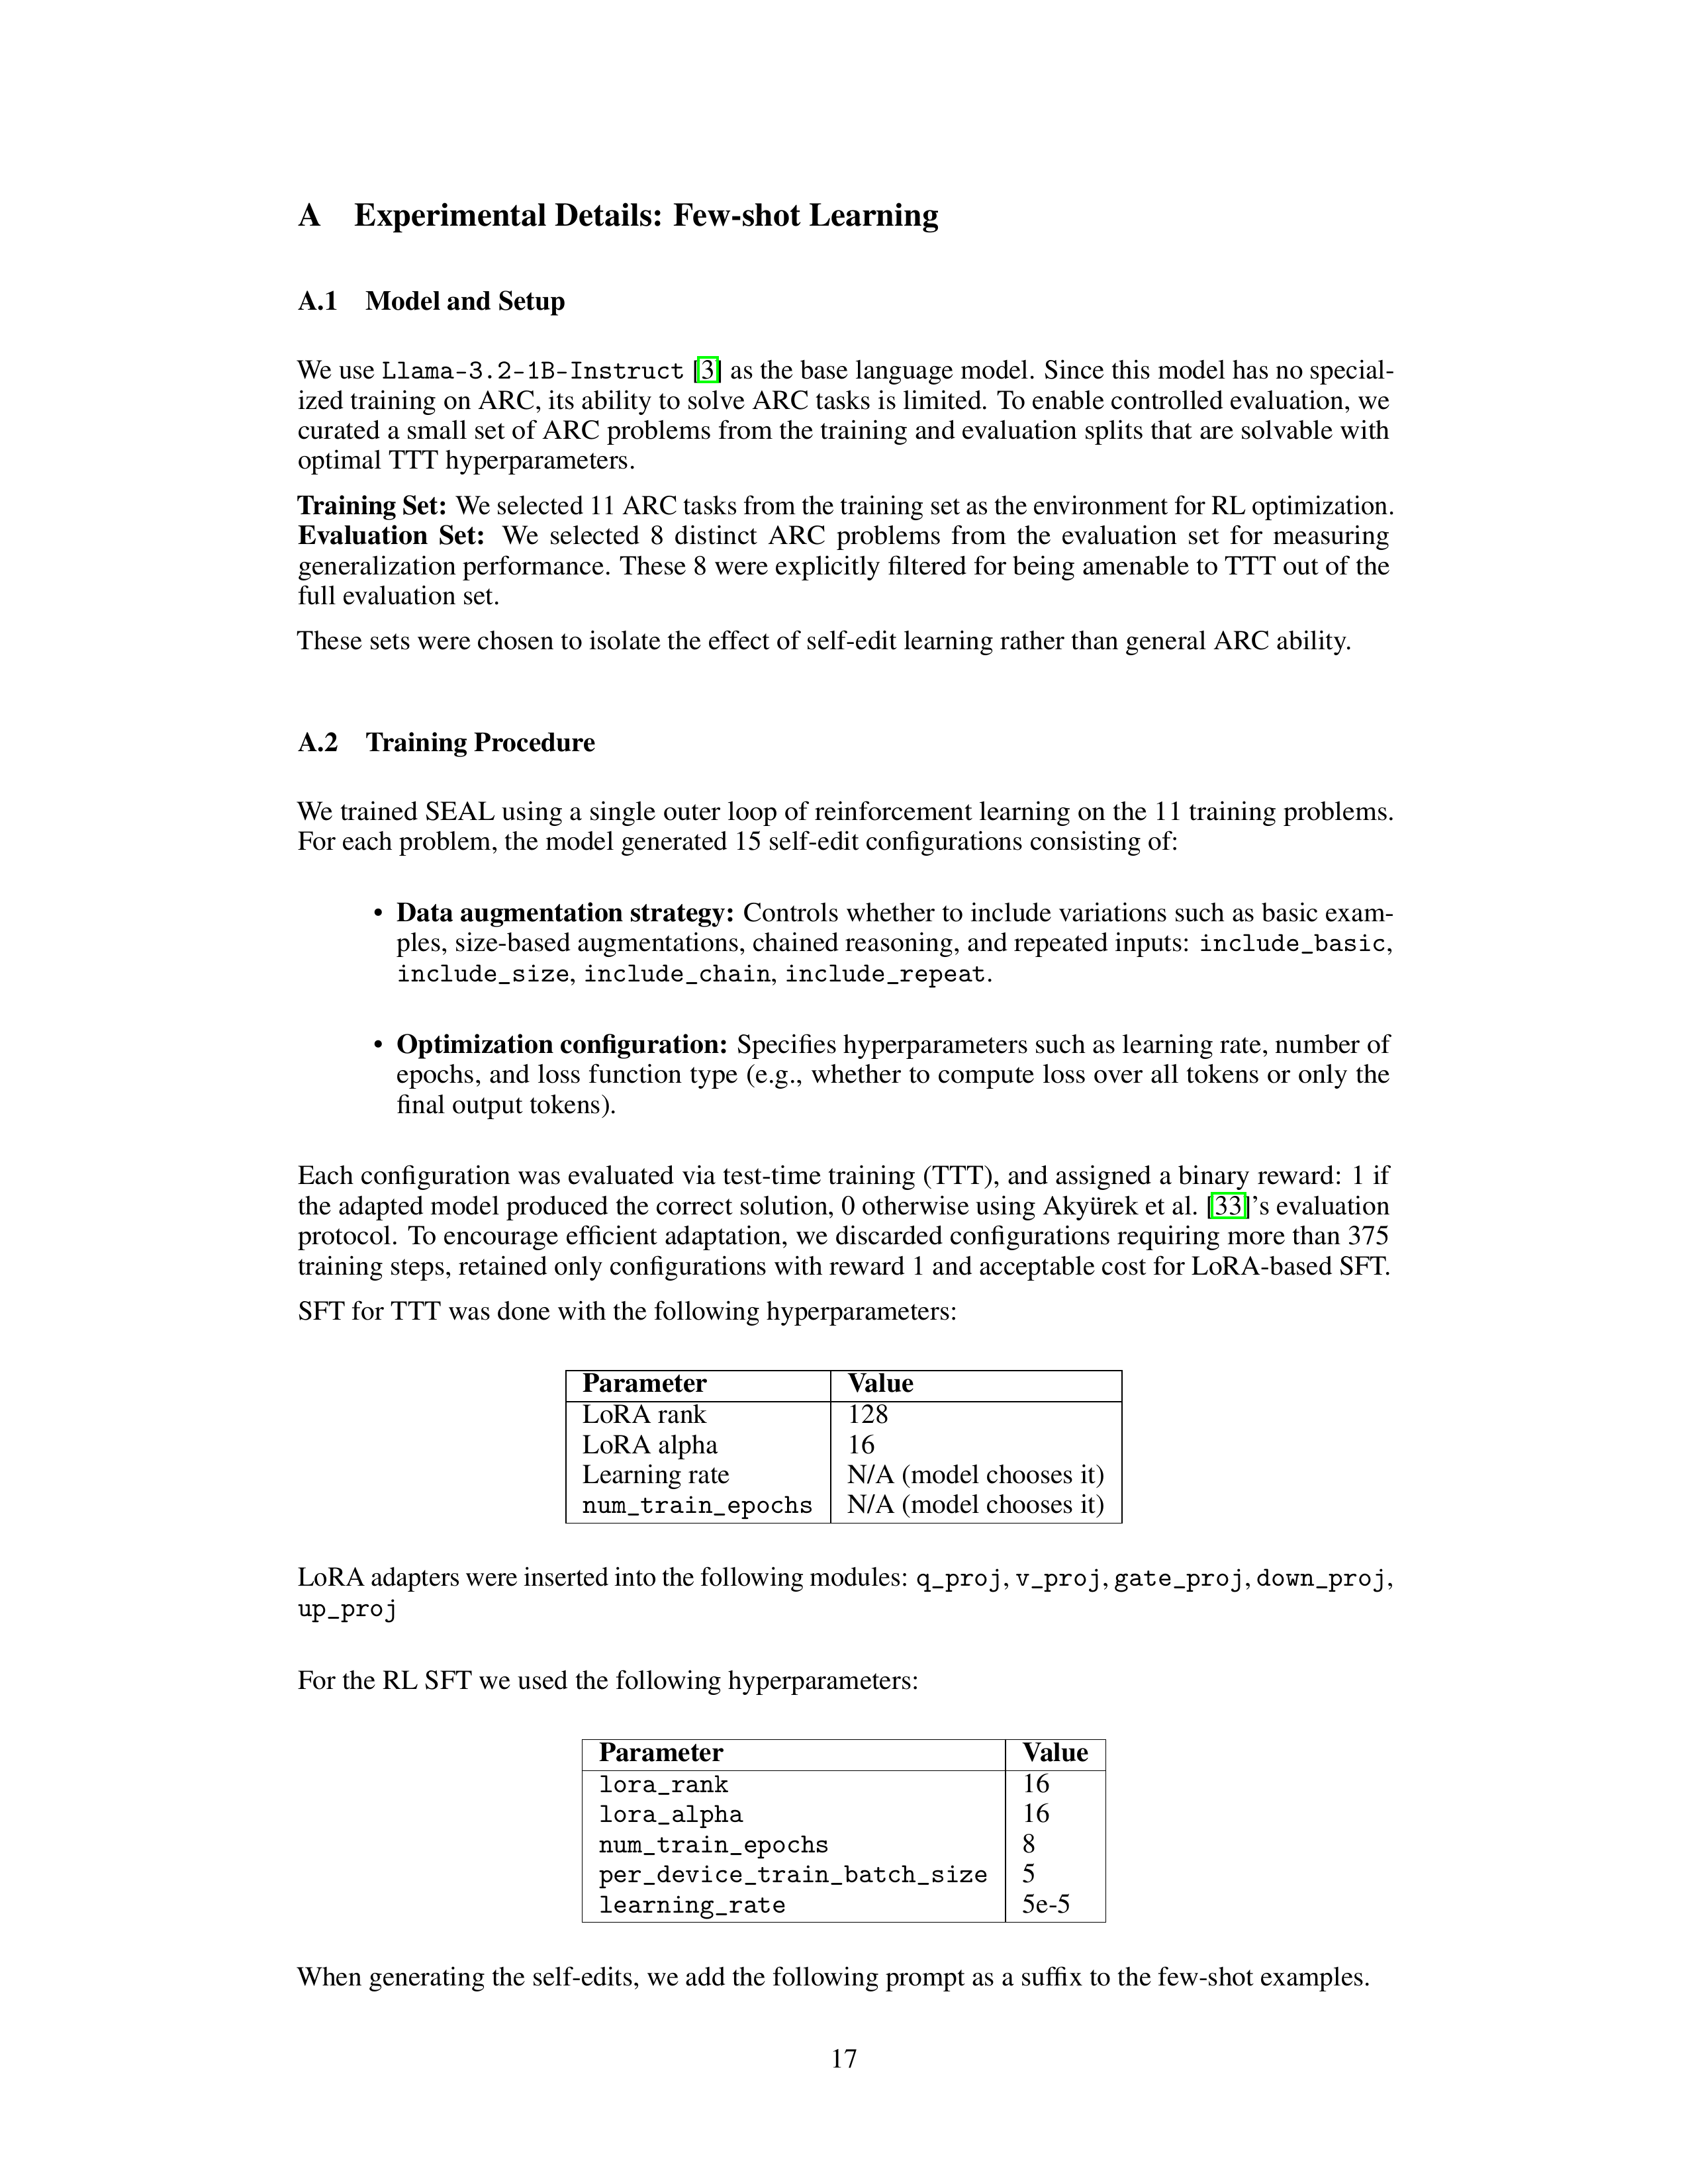 A Experimental Details: Few-shot Learning
A.1 Model and Setup
We use Llama-3.2-1B-Instruct [3] as the base language model. Since this model has no special-
ized training on ARC, its ability to solve ARC tasks is limited. To enable controlled evaluation, we
curated a small set of ARC problems from the training and evaluation splits that are solvable with
optimal TTT hyperparameters.
Training Set: We selected 11 ARC tasks from the training set as the environment for RL optimization.
Evaluation Set: We selected 8 distinct ARC problems from the evaluation set for measuring
generalization performance. These 8 were explicitly filtered for being amenable to TTT out of the
full evaluation set.
These sets were chosen to isolate the effect of self-edit learning rather than general ARC ability.
A.2 Training Procedure
We trained SEAL using a single outer loop of reinforcement learning on the 11 training problems.
For each problem, the model generated 15 self-edit configurations consisting of:
• Data augmentation strategy: Controls whether to include variations such as basic exam-
ples, size-based augmentations, chained reasoning, and repeated inputs: include_basic,
include_size, include_chain, include_repeat.
• Optimization configuration: Specifies hyperparameters such as learning rate, number of
epochs, and loss function type (e.g., whether to compute loss over all tokens or only the
final output tokens).
Each configuration was evaluated via test-time training (TTT), and assigned a binary reward: 1 if
the adapted model produced the correct solution, 0 otherwise using Akyürek et al. [33]'s evaluation
protocol. To encourage efficient adaptation, we discarded configurations requiring more than 375
training steps, retained only configurations with reward 1 and acceptable cost for LoRA-based SFT.
SFT for TTT was done with the following hyperparameters:
Parameter Value
LoRA rank 128
LoRA alpha 16
Learning rate N/A (model chooses it)
num_train_epochs N/A (model chooses it)
LoRA adapters were inserted into the following modules: q_proj, v_proj, gate_proj, down_proj,
up_proj
For the RL SFT we used the following hyperparameters:
Parameter Value
lora_rank 16
lora_alpha 16
num_train_epochs 8
per_device_train_batch_size 5
learning_rate 5e-5
When generating the self-edits, we add the following prompt as a suffix to the few-shot examples.
17